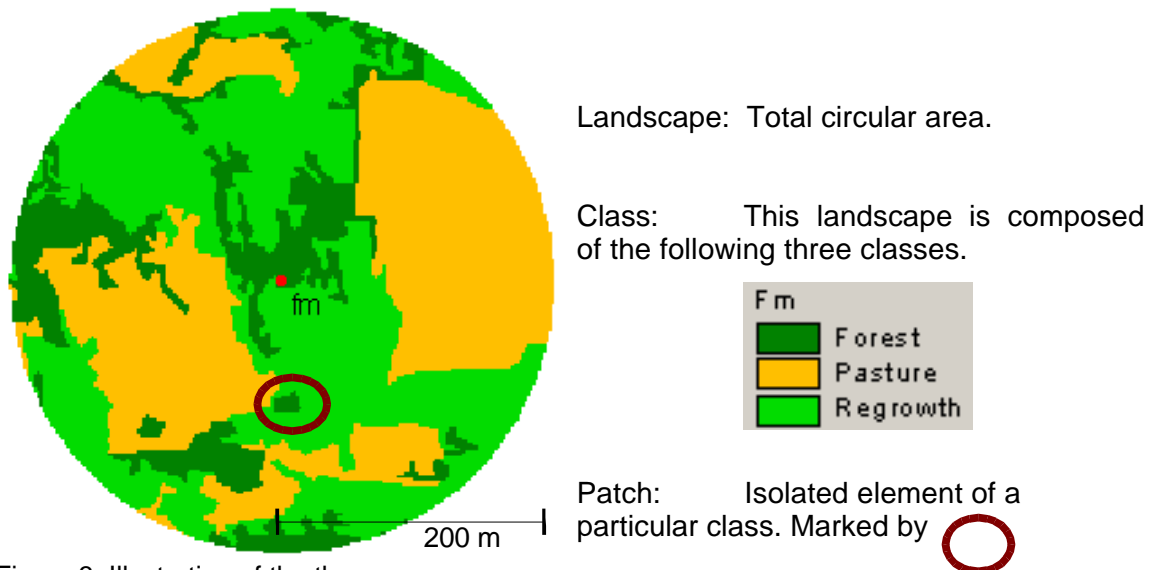 Landscape: Total circular area.
Class: This landscape is composed
of the following three classes.
Fm
Forest
Pasture
Regrowth
fm
Patch: Isolated element of a
particular class. Marked by
200 m